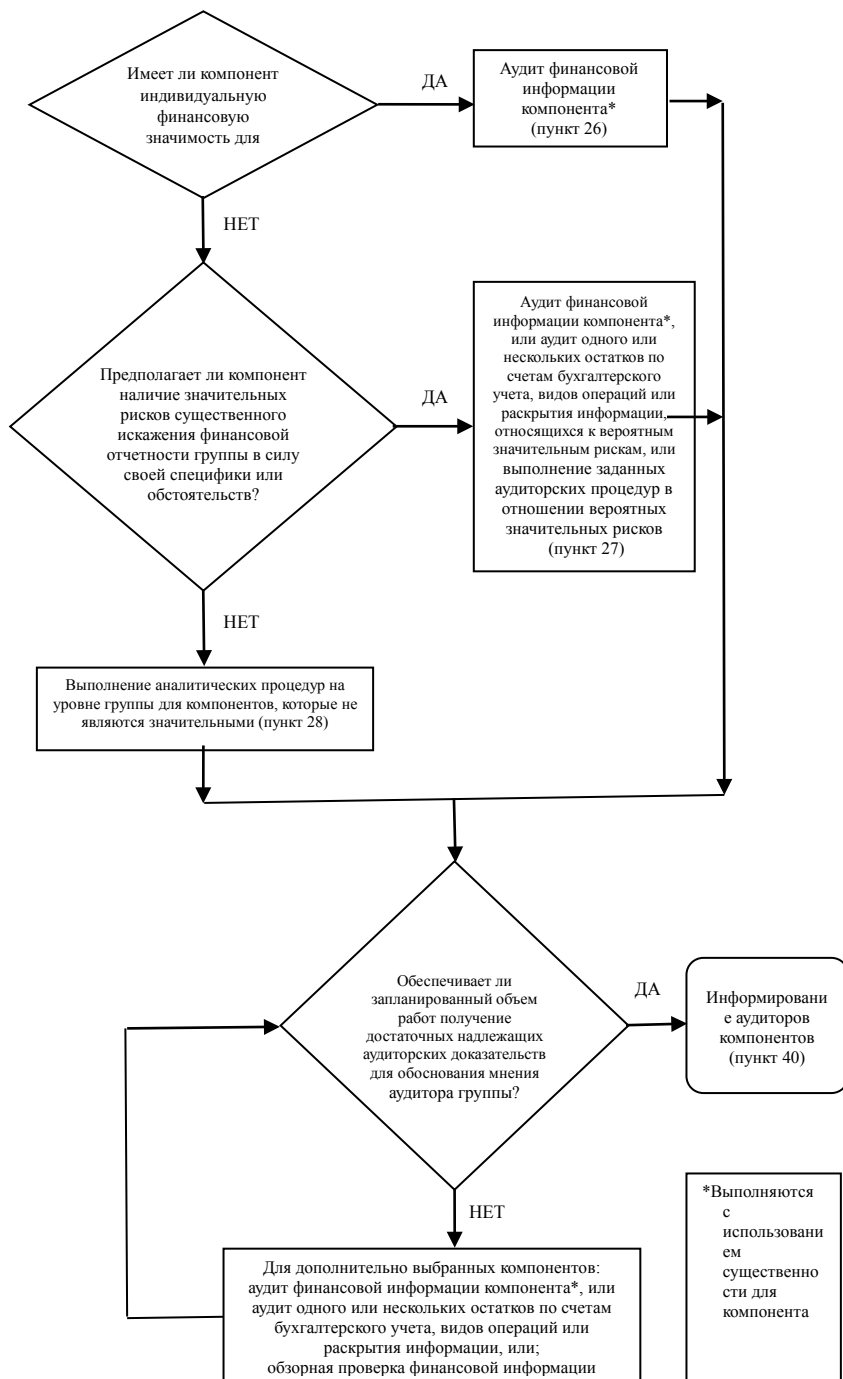 Имеет ли компонент
индивидуальную
финансовую
значимость для
ДА
Аудит финансовой
информации
компонента*
(пункт 26)
НЕТ
Предполагает ли компонент
наличие значительных
рисков существенного
искажения финансовой
отчетности группы в силу
своей специфики или
обстоятельств?
ДА
Аудит финансовой
информации компонента*,
или аудит одного или
нескольких остатков по
счетам бухгалтерского
учета, видов операций или
раскрытия информации,
относящихся к вероятным
значительным рискам, или
выполнение заданных
аудиторских процедур в
отношении вероятных
значительных рисков
(пункт 27)
НЕТ
Выполнение аналитических процедур на
уровне группы для компонентов, которые не
являются значительными (пункт 28)
Обеспечивает ли
запланированный объем
работ получение
достаточных надлежащих
аудиторских доказательств
для обоснования мнения
аудитора группы?
ДА
Информировани
е аудиторов
компонентов
(пункт 40)
НЕТ
Для дополнительно выбранных компонентов:
аудит финансовой информации компонента*, или
аудит одного или нескольких остатков по счетам
бухгалтерского учета, видов операций или
раскрытия информации, или;
обзорная проверка финансовой информации
*Выполняются
с
использовани
ем
существенно
сти для
компонента